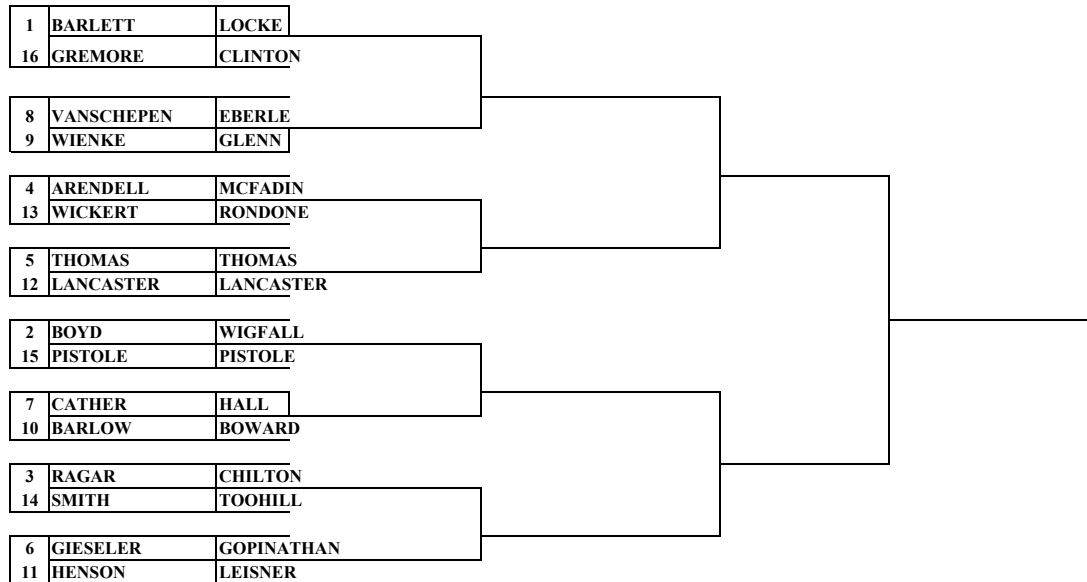 1 BARLETT LOCKE
16 GREMORE CLINTON
8 VANSCHEPEN EBERLE
9 WIENKE GLENN
4 ARENDELL MCFADIN
13 WICKERT RONDONE
5 THOMAS THOMAS
12 LANCASTER LANCASTER
2 BOYD WIGFALL
15 PISTOLE PISTOLE
7 CATHER HALL
10 BARLOW BOWARD
3 RAGAR CHILTON
14 SMITH TOOHILL
6 GIESELER GOPINATHAN
11 HENSON LEISNER